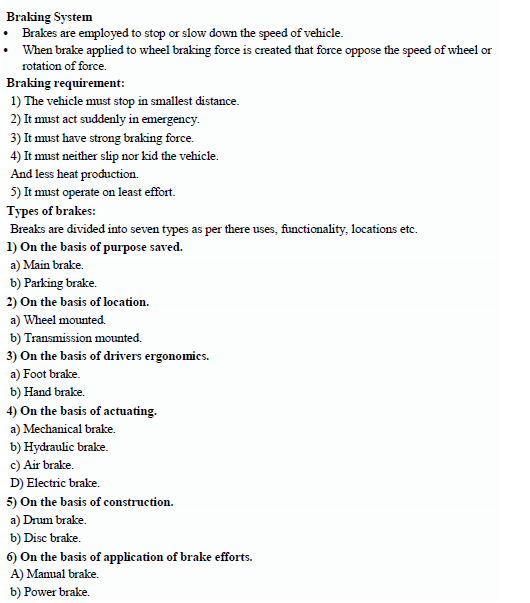 Braking System
• Brakes are employed to stop or slow down the speed of vehicle.
• When brake applied to wheel braking force is created that force oppose the speed of wheel or
rotation of force.
Braking requirement:
1) The vehicle must stop in smallest distance.
2) It must act suddenly in emergency.
3) It must have strong braking force.
4) It must neither slip nor kid the vehicle.
And less heat production.
5) It must operate on least effort.
Types of brakes:
Breaks are divided into seven types as per there uses, functionality, locations etc.
1) On the basis of purpose saved.
a) Main brake.
b) Parking brake.
2) On the basis of location.
a) Wheel mounted.
b) Transmission mounted.
3) On the basis of drivers ergonomics.
a) Foot brake.
b) Hand brake.
4) On the basis of actuating.
a) Mechanical brake.
b) Hydraulic brake.
c) Air brake.
D) Electric brake.
5) On the basis of construction.
a) Drum brake.
b) Disc brake.
6) On the basis of application of brake efforts.
A) Manual brake.
b) Power brake.